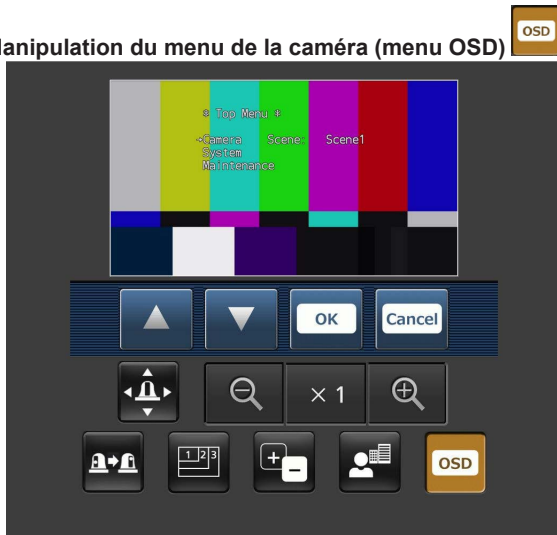 anipulation du menu de la caméra (menu OSD)
OSD
* Top Menu *
→Camera Scene: Scene1
System
Maintenance
OK Cancel
× 1
1 2 3
OSD